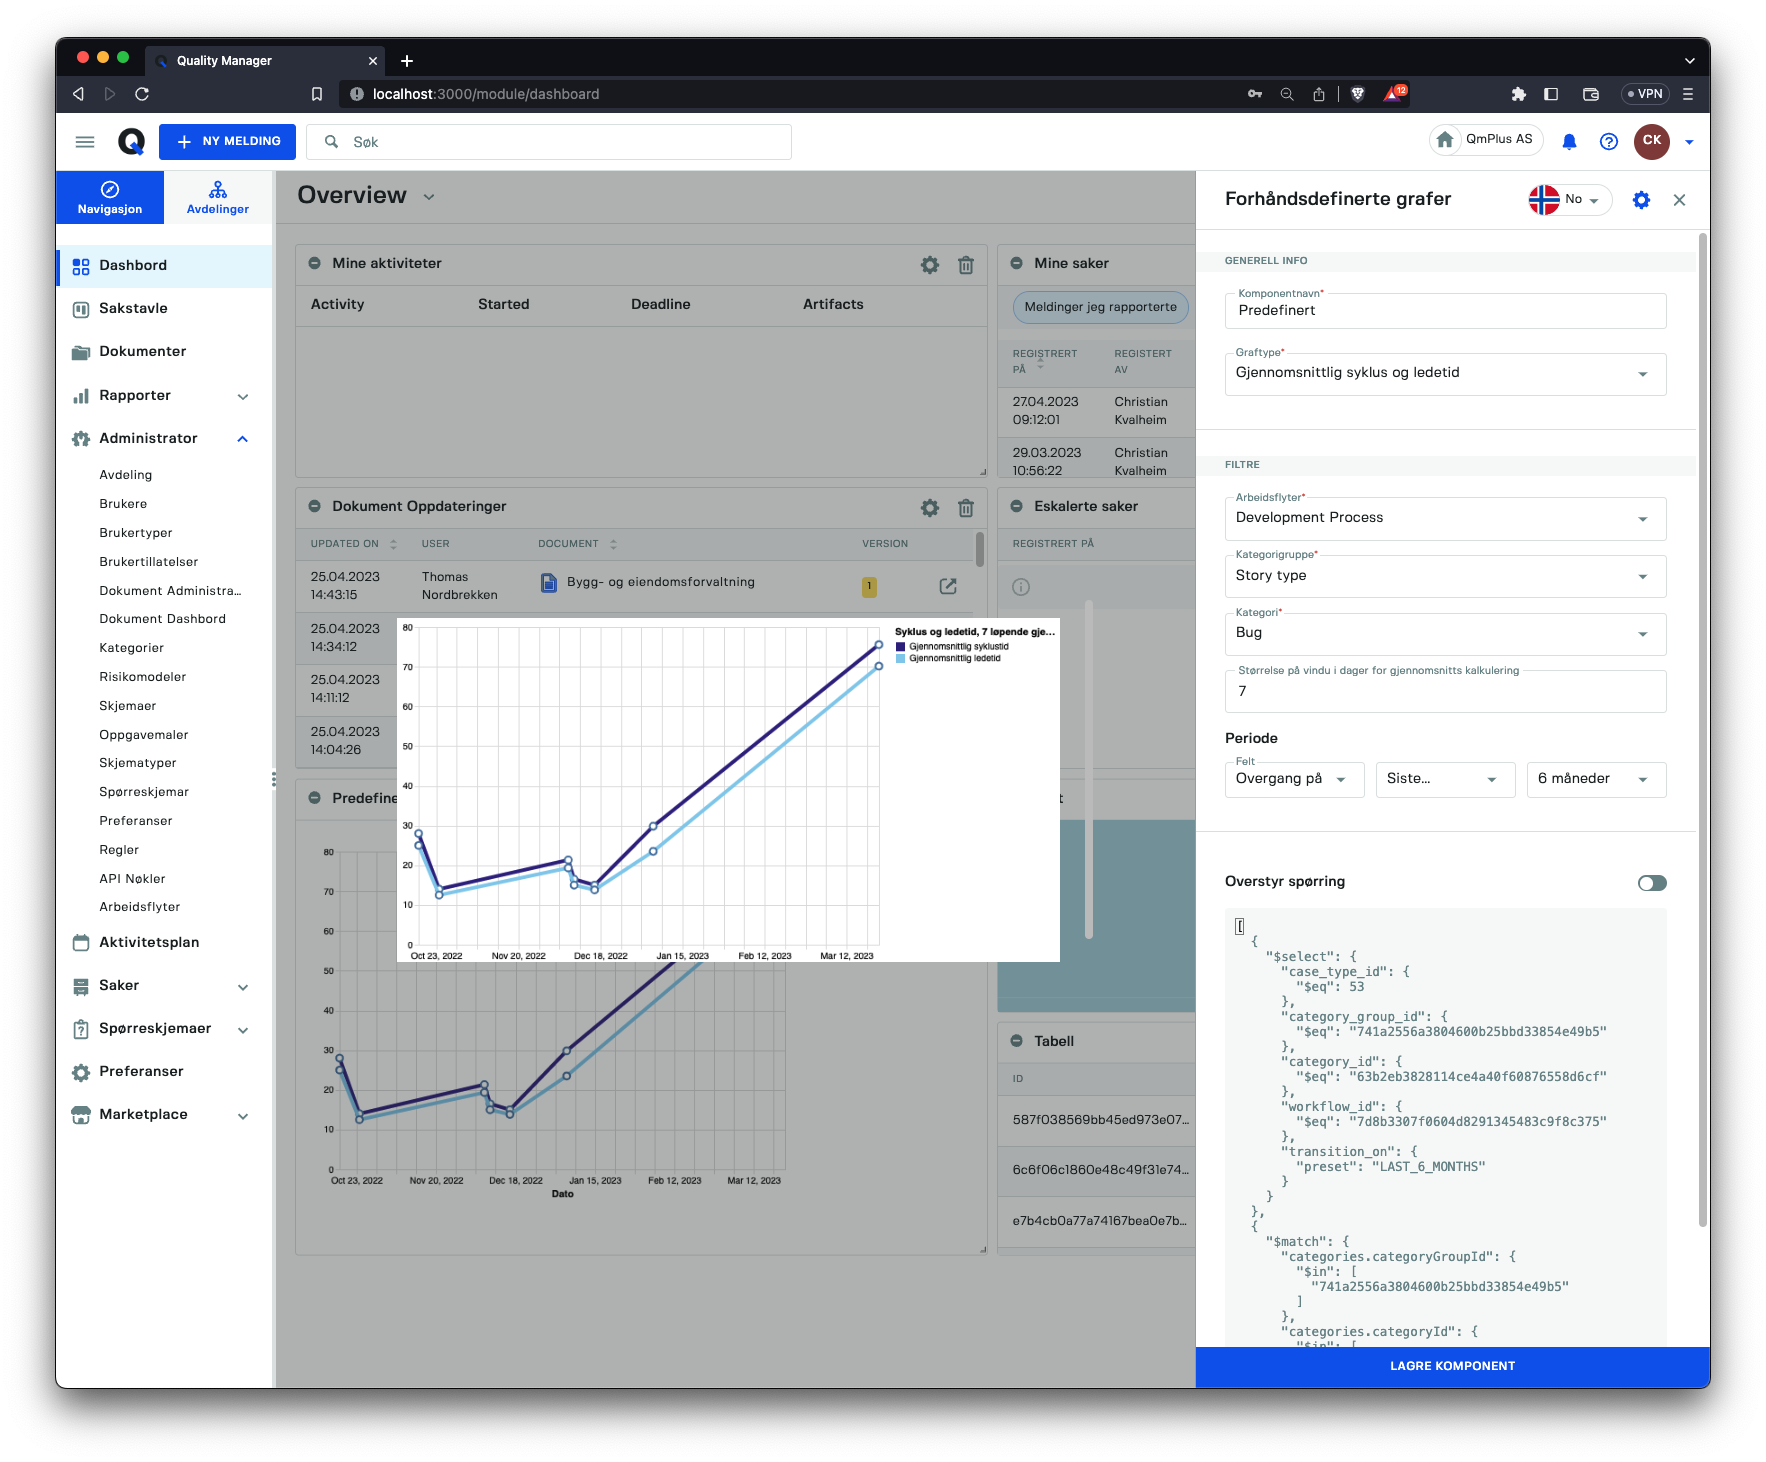 Quality Manager
localhost:3000/module/dashboard
12
VPN
NY MELDING
Søk
QmPlus AS
CK
Navigasjon
Avdelinger
Dashbord
Sakstavle
Dokumenter
Rapporter
Administrator
Avdeling
Brukere
Brukertyper
Brukertillatelser
Dokument Administra...
Dokument Dashbord
Kategorier
Risikomodeler
Skjemaer
Oppgavemaler
Skjematyper
Spørreskjemar
Preferanser
Regler
API Nøkler
Arbeidsflyter
Aktivitetsplan
Saker
Spørreskjemaer
Preferanser
Marketplace
Overview
Mine aktiviteter
Activity Started Deadline Artifacts
Mine saker
Meldinger jeg rapporterte
REGISTRERT PÅ
REGISTERT AV
27.04.2023 09:12:01
Christian Kvalheim
29.03.2023 10:56:22
Christian Kvalheim
Dokument Oppdateringer
UPDATED ON USER DOCUMENT VERSION
25.04.2023 14:43:15
Thomas Nordbrekken
Bygg- og eiendomsforvaltning
1
25.04.2023 14:34:12
25.04.2023 14:11:12
25.04.2023 14:04:26
Eskalerte saker
REGISTRERT PÅ
80
70
60
50
40
30
20
10
0
Oct 23, 2022 Nov 20, 2022 Dec 18, 2022 Jan 15, 2023 Feb 12, 2023 Mar 12, 2023
Syklus og ledetid, 7 løpende gje...
Gjennomsnittlig syklustid
Gjennomsnittlig ledetid
Predefine
t
80
70
60
50
40
30
20
10
0
Oct 23, 2022 Nov 20, 2022 Dec 18, 2022 Jan 15, 2023 Feb 12, 2023 Mar 12, 2023
Dato
Tabell
ID
587f038569bb45ed973e07...
6c6f06c1860e48c49f31e74...
e7b4cb0a77a74167bea0e7b...
Forhåndsdefinerte grafer
No
GENERELL INFO
Komponentnavn*
Predefinert
Graftype*
Gjennomsnittlig syklus og ledetid
FILTRE
Arbeidsflyter*
Development Process
Kategorigruppe*
Story type
Kategori*
Bug
Størrelse på vindu i dager for gjennomsnitts kalkulering
7
Periode
Felt
Overgang på
Siste...
6 måneder
Overstyr spørring
[
{
"$select": {
"case_type_id": {
"$eq": 53
},
"category_group_id": {
"$eq": "741a2556a3804600b25bbd33854e49b5"
},
"category_id": {
"$eq": "63b2eb3828114ce4a40f60876558d6cf"
},
"workflow_id": {
"$eq": "7d8b3307f0604d8291345483c9f8c375"
},
"transition_on": {
"preset": "LAST_6_MONTHS"
}
}
},
{
"$match": {
"categories.categoryGroupId": {
"$in": [
"741a2556a3804600b25bbd33854e49b5"
]
},
"categories.categoryId": {
"$in": [
LAGRE KOMPONENT